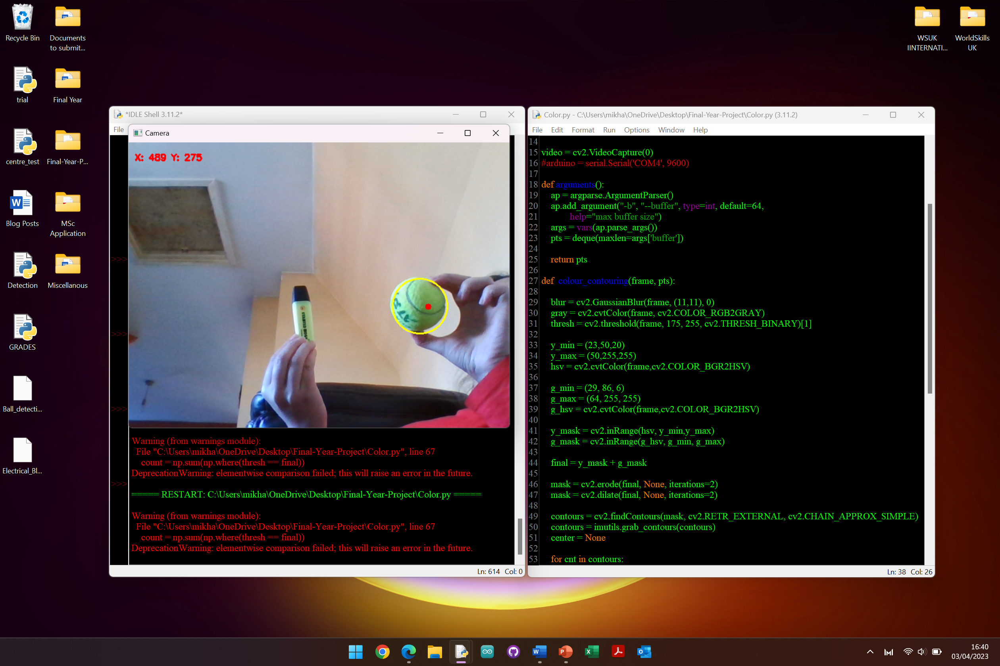 Recycle Bin
Documents
to submit...
WSUK
IINTERNATI...
WorldSkills
UK
trial
Final Year
centre_test
Final-Year-P...
Blog Posts
MSc
Application
Detection
Miscellanous
GRADES
Ball_detecti...
Electrical_Bl...
*IDLE Shell 3.11.2*
File
Camera
X: 489 Y: 275
>>>
>>>
>>>
>>>
Warning (from warnings module):
File "C:\Users\mikha\OneDrive\Desktop\Final-Year-Project\Color.py", line 67
count = np.sum(np.where(thresh == final))
DeprecationWarning: elementwise comparison failed; this will raise an error in the future.
===== RESTART: C:\Users\mikha\OneDrive\Desktop\Final-Year-Project\Color.py =====
Warning (from warnings module):
File "C:\Users\mikha\OneDrive\Desktop\Final-Year-Project\Color.py", line 67
count = np.sum(np.where(thresh == final))
DeprecationWarning: elementwise comparison failed; this will raise an error in the future.
Ln: 614 Col: 0
Color.py - C:\Users\mikha\OneDrive\Desktop\Final-Year-Project\Color.py (3.11.2)
File Edit Format Run Options Window Help
14
15 video = cv2.VideoCapture(0)
16 #arduino = serial.Serial('COM4', 9600)
17
18 def arguments():
19 ap = argparse.ArgumentParser()
20 ap.add_argument("-b", "--buffer", type=int, default=64,
21 help="max buffer size")
22 args = vars(ap.parse_args())
23 pts = deque(maxlen=args['buffer'])
24
25 return pts
26
27 def colour_contouring(frame, pts):
28
29 blur = cv2.GaussianBlur(frame, (11,11), 0)
30 gray = cv2.cvtColor(frame, cv2.COLOR_RGB2GRAY)
31 thresh = cv2.threshold(frame, 175, 255, cv2.THRESH_BINARY)[1]
32
33 y_min = (23,50,20)
34 y_max = (50,255,255)
35 hsv = cv2.cvtColor(frame,cv2.COLOR_BGR2HSV)
36
37 g_min = (29, 86, 6)
38 g_max = (64, 255, 255)
39 g_hsv = cv2.cvtColor(frame,cv2.COLOR_BGR2HSV)
40
41 y_mask = cv2.inRange(hsv, y_min,y_max)
42 g_mask = cv2.inRange(g_hsv, g_min, g_max)
43
44 final = y_mask + g_mask
45
46 mask = cv2.erode(final, None, iterations=2)
47 mask = cv2.dilate(final, None, iterations=2)
48
49 contours = cv2.findContours(mask, cv2.RETR_EXTERNAL, cv2.CHAIN_APPROX_SIMPLE)
50 contours = imutils.grab_contours(contours)
51 center = None
52
53 for cnt in contours:
Ln: 38 Col: 26
16:40
03/04/2023